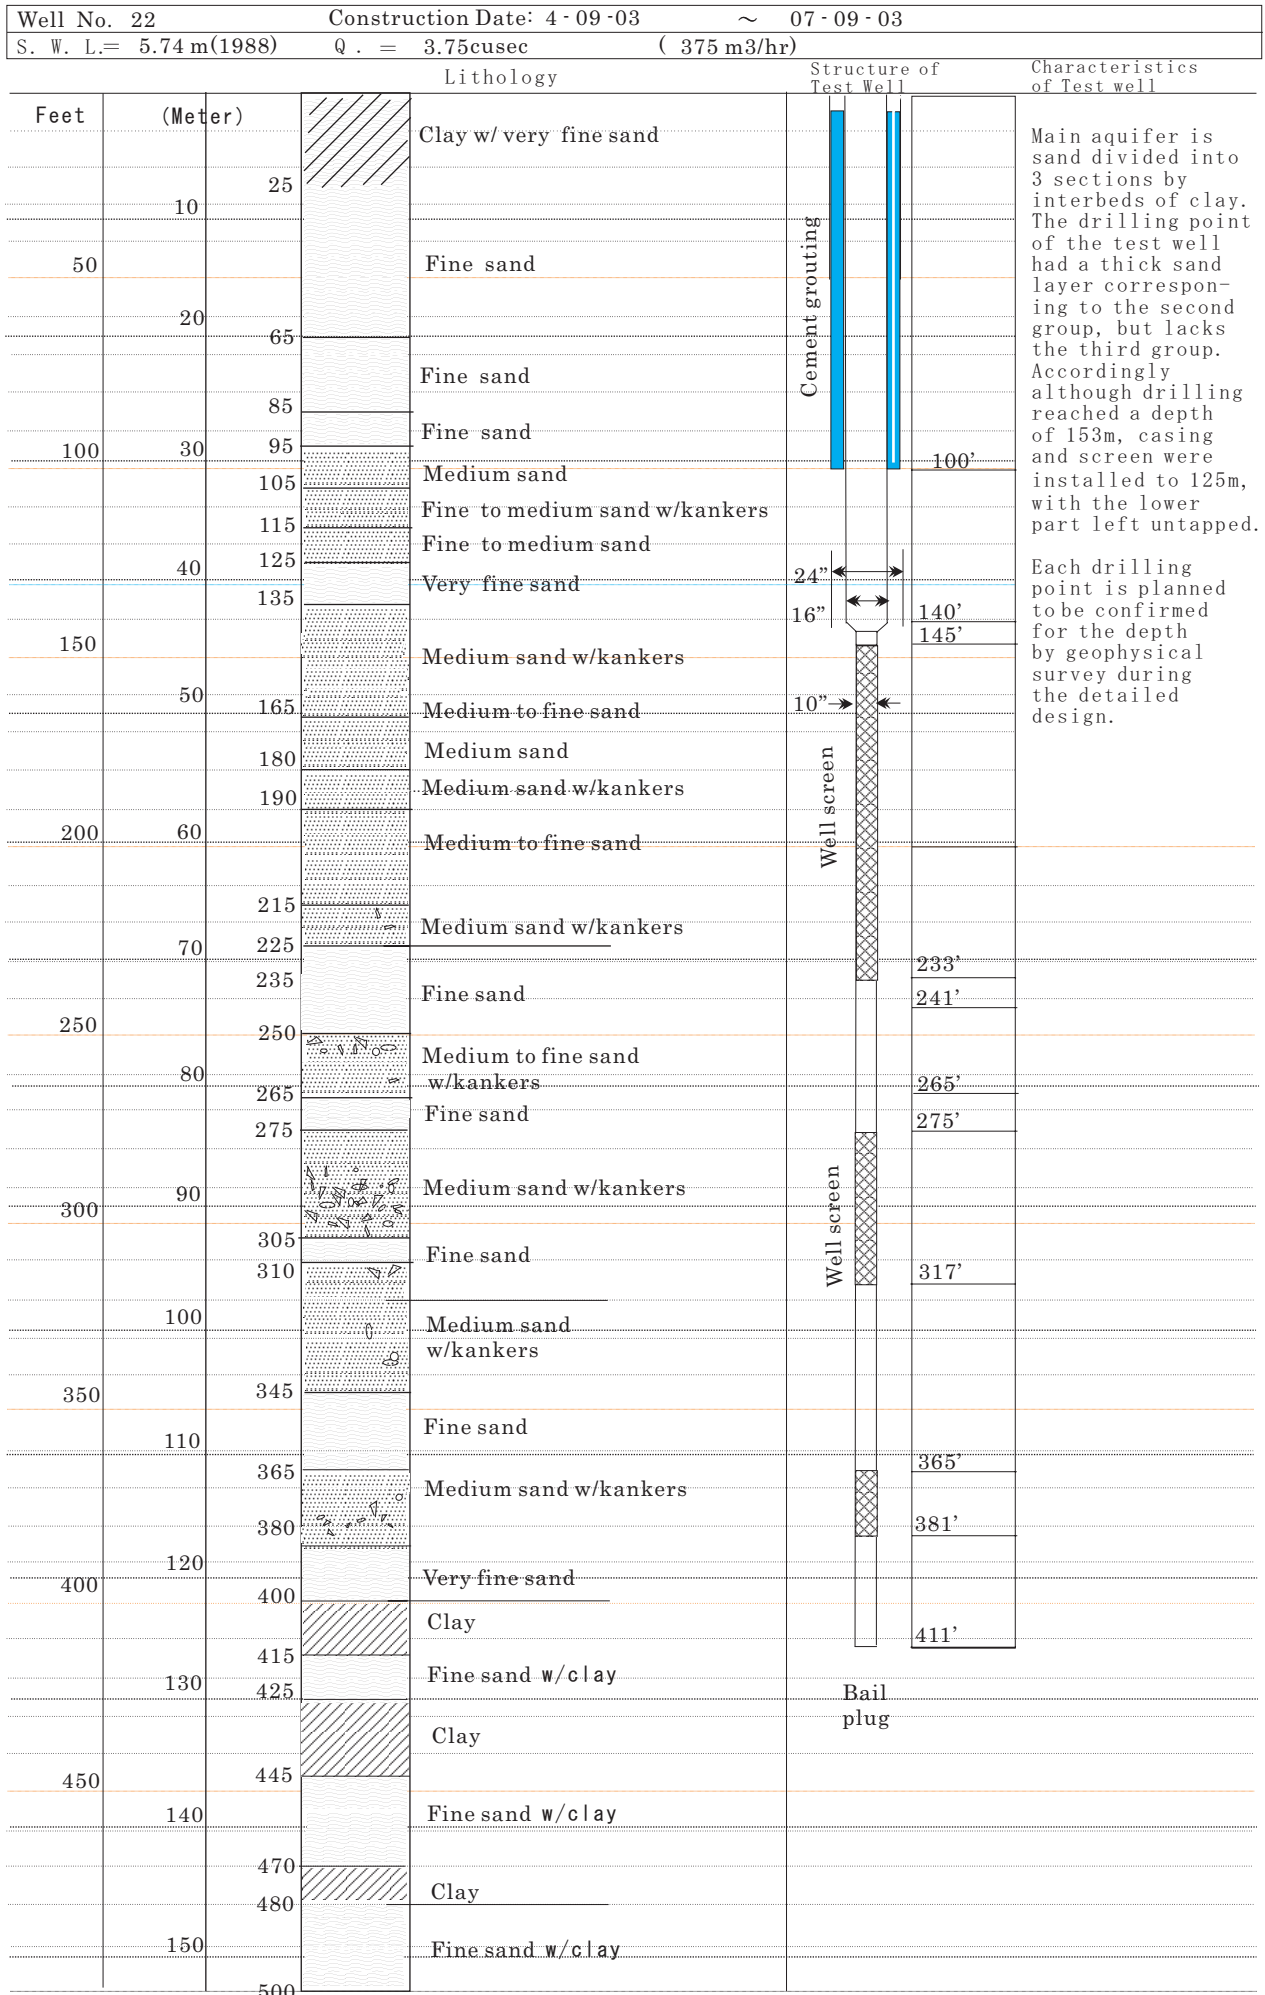 Well No. 22 Construction Date: 4-09-03 ~ 07-09-03
S. W. L.= 5.74 m(1988) Q. = 3.75cusec ( 375 m3/hr)
Lithology
Structure of
Test Well
Characteristics
of Test well
Feet (Meter)
Clay w/ very fine sand
25
10
50
Fine sand
20
65
Fine sand
85
Fine sand
100
30
95
Medium sand
105
Fine to medium sand w/kankers
115
Fine to medium sand
125
40
Very fine sand
135
150
Medium sand w/kankers
50
165
Medium to fine sand
Medium sand
180
Medium sand w/kankers
190
200
60
Medium to fine sand
215
Medium sand w/kankers
70
225
235
Fine sand
250
250
Medium to fine sand
w/kankers
80
265
Fine sand
275
Medium sand w/kankers
90
300
305
Fine sand
310
100
Medium sand
w/kankers
345
350
Fine sand
110
365
Medium sand w/kankers
380
120
400
Very fine sand
400
Clay
415
Fine sand w/clay
130
425
Clay
445
450
Fine sand w/clay
140
470
Clay
480
150
Fine sand w/clay
500
Cement grouting
100’
24”
16”
140’
145’
10”
Well screen
233’
241’
265’
275’
Well screen
317’
365’
381’
411’
Bail
plug
Main aquifer is
sand divided into
3 sections by
interbeds of clay.
The drilling point
of the test well
had a thick sand
layer correspon-
ing to the second
group, but lacks
the third group.
Accordingly
although drilling
reached a depth
of 153m, casing
and screen were
installed to 125m,
with the lower
part left untapped.
Each drilling
point is planned
to be confirmed
for the depth
by geophysical
survey during
the detailed
design.